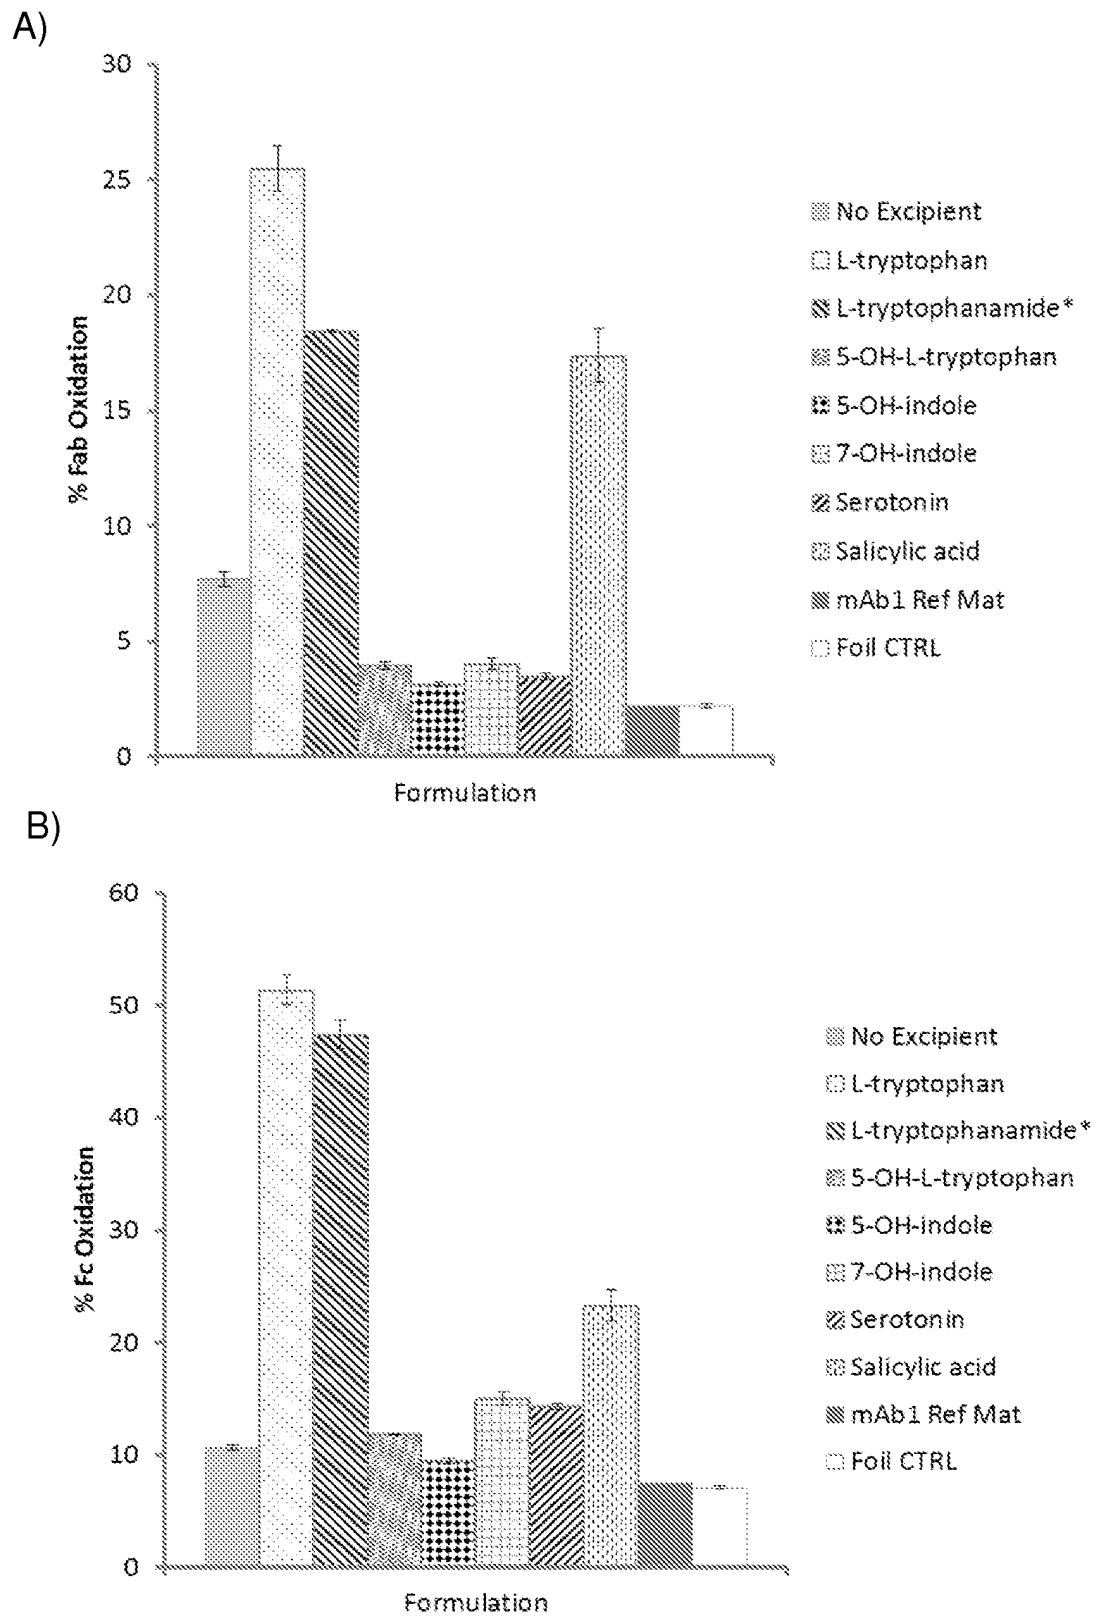 A)
30
25
20
15
10
5
0
% Fab Oxidation
Formulation
No Excipient
L-tryptophan
L-tryptophanamide*
5-OH-L-tryptophan
5-OH-indole
7-OH-indole
Serotonin
Salicylic acid
mAb1 Ref Mat
Foil CTRL
B)
60
50
40
30
20
10
0
% Fc Oxidation
Formulation
No Excipient
L-tryptophan
L-tryptophanamide*
5-OH-L-tryptophan
5-OH-indole
7-OH-indole
Serotonin
Salicylic acid
mAb1 Ref Mat
Foil CTRL